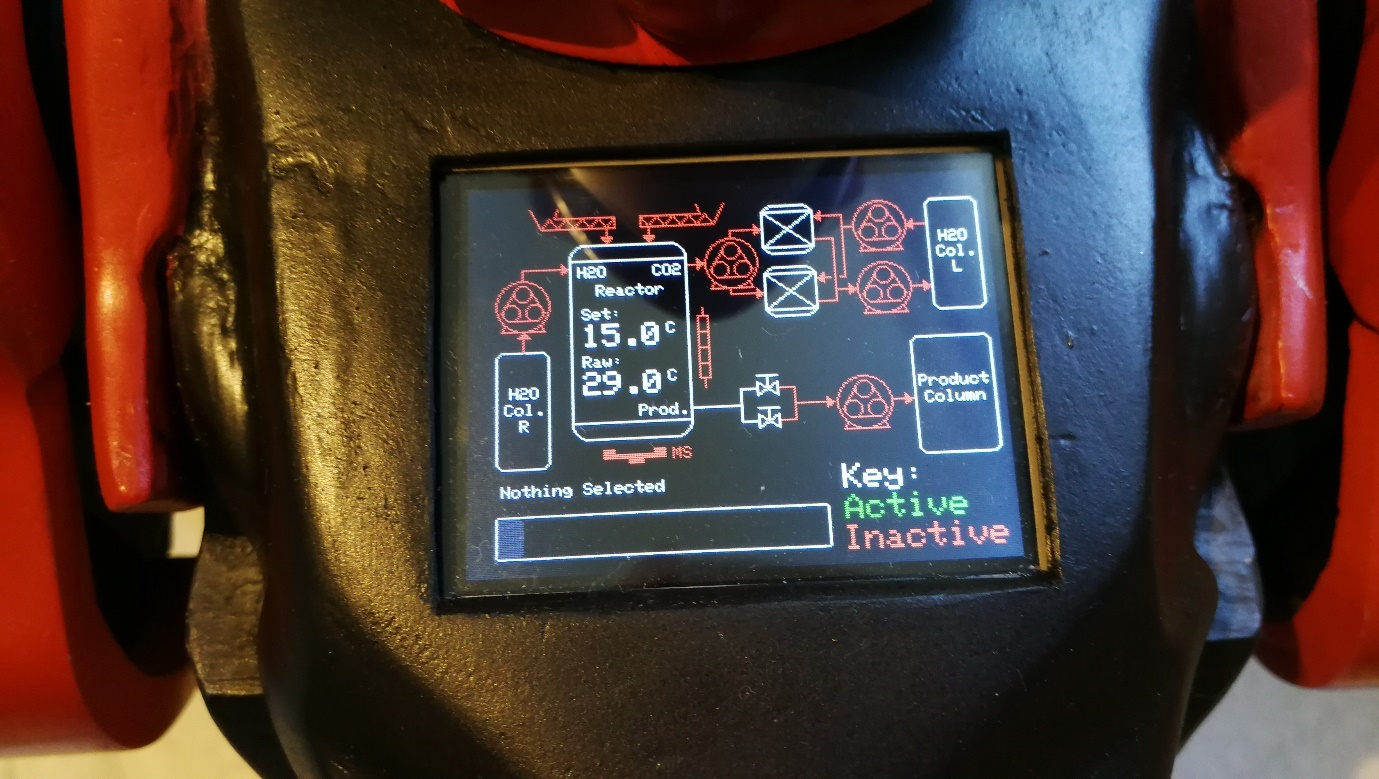 H2O CO2
Reactor
Set:
15.0 C
Raw:
29.0 C
Prod.
H2O
Col.
R
MS
H2O
Col.
L
Product
Column
Nothing Selected
Key:
Active
Inactive